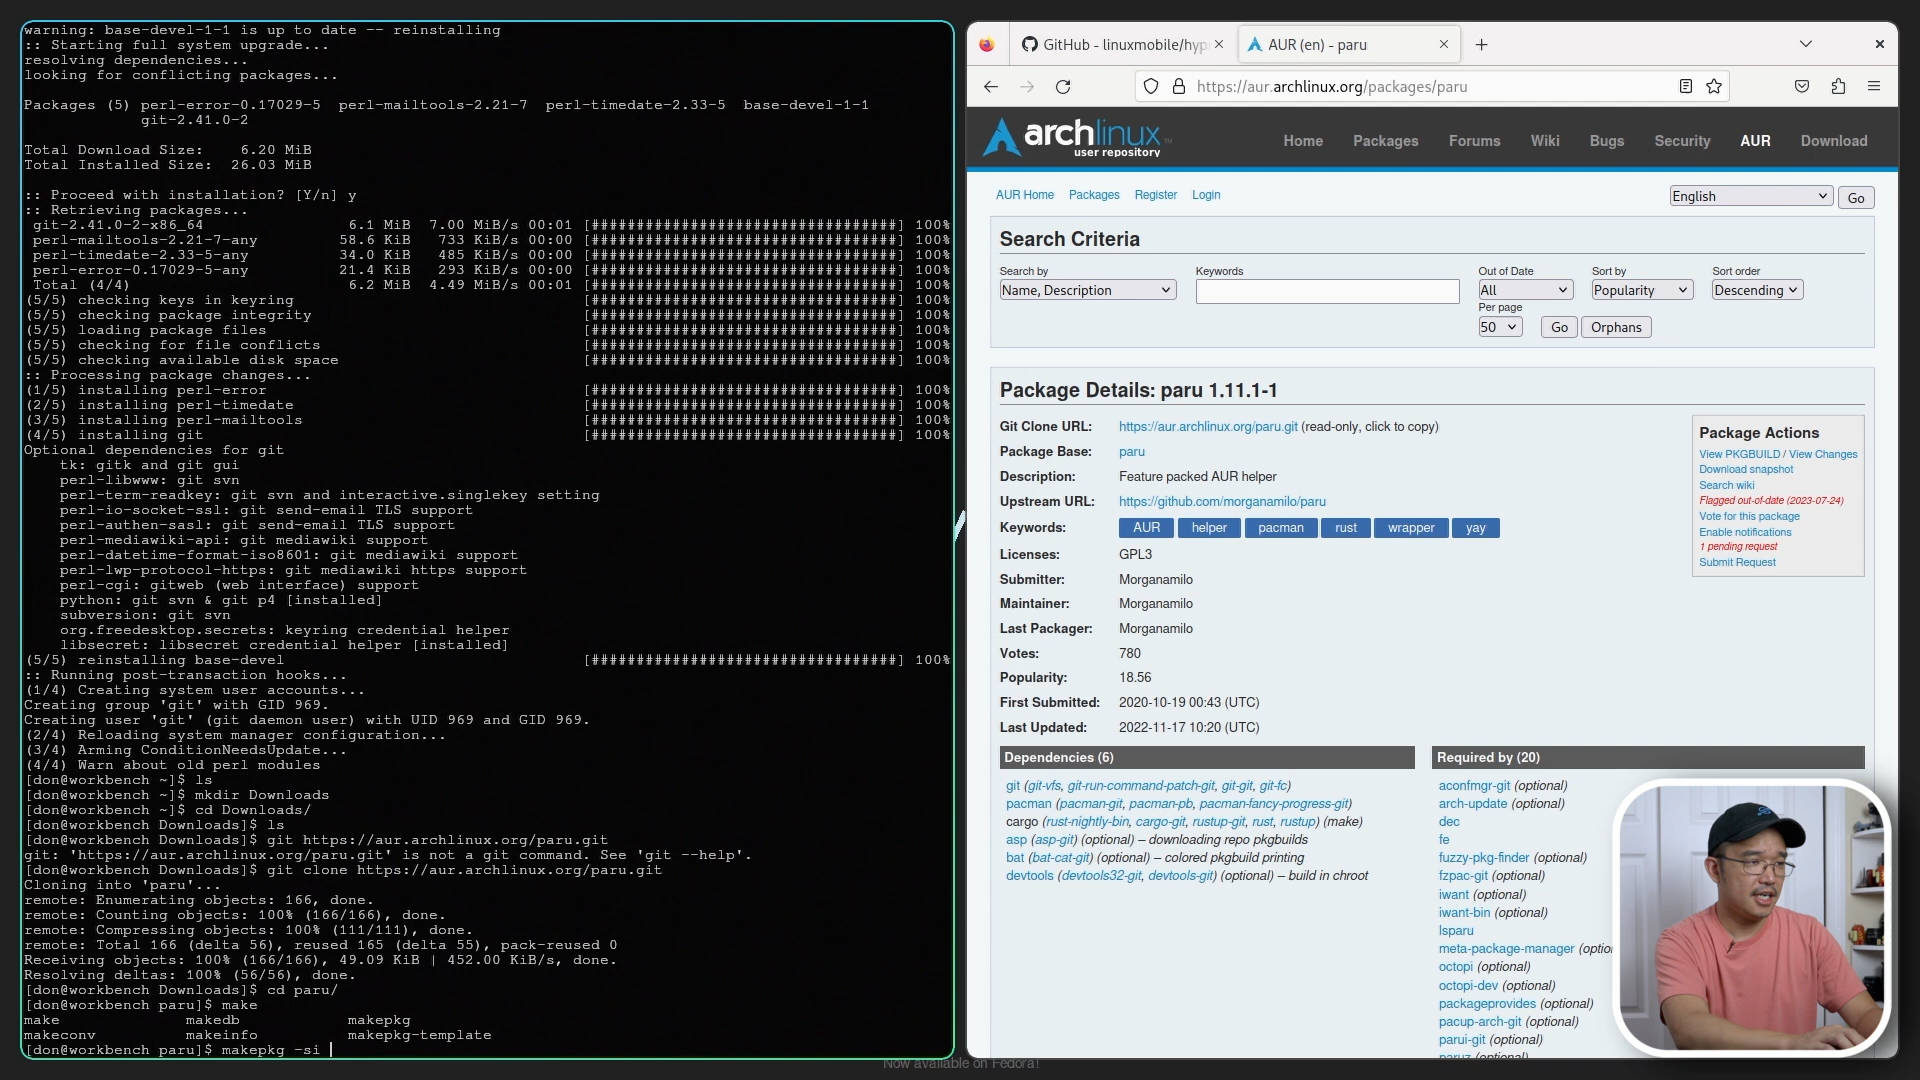 warning: base-devel-1-1 is up to date -- reinstalling
:: Starting full system upgrade...
resolving dependencies...
looking for conflicting packages...
Packages (5) perl-error-0.17029-5  perl-mailtools-2.21-7  perl-timedate-2.33-5  base-devel-1-1
git-2.41.0-2
Total Download Size:    6.20 MiB
Total Installed Size:  26.03 MiB
:: Proceed with installation? [Y/n] y
:: Retrieving packages...
git-2.41.0-2-x86_64 6.1 MiB 7.00 MiB/s 00:01 [##################################] 100%
perl-mailtools-2.21-7-any 58.6 KiB 733 KiB/s 00:00 [##################################] 100%
perl-timedate-2.33-5-any 34.0 KiB 485 KiB/s 00:00 [##################################] 100%
perl-error-0.17029-5-any 21.4 KiB 293 KiB/s 00:00 [##################################] 100%
Total (4/4) 6.2 MiB 4.49 MiB/s 00:01 [##################################] 100%
(5/5) checking keys in keyring [##################################] 100%
(5/5) checking package integrity [##################################] 100%
(5/5) loading package files [##################################] 100%
(5/5) checking for file conflicts [##################################] 100%
(5/5) checking available disk space [##################################] 100%
:: Processing package changes...
(1/5) installing perl-error [##################################] 100%
(2/5) installing perl-timedate [##################################] 100%
(3/5) installing perl-mailtools [##################################] 100%
(4/5) installing git [##################################] 100%
Optional dependencies for git
tk: gitk and git gui
perl-libwww: git svn
perl-term-readkey: git svn and interactive.singlekey setting
perl-io-socket-ssl: git send-email TLS support
perl-authen-sasl: git send-email TLS support
perl-mediawiki-api: git mediawiki support
perl-datetime-format-iso8601: git mediawiki support
perl-lwp-protocol-https: git mediawiki https support
perl-cgi: gitweb (web interface) support
python: git svn & git p4 [installed]
subversion: git svn
org.freedesktop.secrets: keyring credential helper
libsecret: libsecret credential helper [installed]
(5/5) reinstalling base-devel [##################################] 100%
:: Running post-transaction hooks...
(1/4) Creating system user accounts...
Creating group 'git' with GID 969.
Creating user 'git' (git daemon user) with UID 969 and GID 969.
(2/4) Reloading system manager configuration...
(3/4) Arming ConditionNeedsUpdate...
(4/4) Warn about old perl modules
[don@workbench ~]$ ls
[don@workbench ~]$ mkdir Downloads
[don@workbench ~]$ cd Downloads/
[don@workbench Downloads]$ ls
[don@workbench Downloads]$ git https://aur.archlinux.org/paru.git
git: 'https://aur.archlinux.org/paru.git' is not a git command. See 'git --help'.
[don@workbench Downloads]$ git clone https://aur.archlinux.org/paru.git
Cloning into 'paru'...
remote: Enumerating objects: 166, done.
remote: Counting objects: 100% (166/166), done.
remote: Compressing objects: 100% (111/111), done.
remote: Total 166 (delta 56), reused 165 (delta 55), pack-reused 0
Receiving objects: 100% (166/166), 49.09 KiB | 452.00 KiB/s, done.
Resolving deltas: 100% (56/56), done.
[don@workbench Downloads]$ cd paru/
[don@workbench paru]$ make
make makedb makepkg
makeconv makeinfo makepkg-template
[don@workbench paru]$ makepkg -si
GitHub - linuxmobile/hyp
AUR (en) - paru
https://aur.archlinux.org/packages/paru
archlinux
user repository
Home Packages Forums Wiki Bugs Security AUR Download
AUR Home Packages Register Login
English Go
Search Criteria
Search by Keywords Out of Date Sort by Sort order
Name, Description All Popularity Descending
Per page
50 Go Orphans
Package Details: paru 1.11.1-1
Git Clone URL: https://aur.archlinux.org/paru.git (read-only, click to copy)
Package Base: paru
Description: Feature packed AUR helper
Upstream URL: https://github.com/morganamilo/paru
Keywords: AUR helper pacman rust wrapper yay
Licenses: GPL3
Submitter: Morganamilo
Maintainer: Morganamilo
Last Packager: Morganamilo
Votes: 780
Popularity: 18.56
First Submitted: 2020-10-19 00:43 (UTC)
Last Updated: 2022-11-17 10:20 (UTC)
Package Actions
View PKGBUILD / View Changes
Download snapshot
Search wiki
Flagged out-of-date (2023-07-24)
Vote for this package
Enable notifications
1 pending request
Submit Request
Dependencies (6)
git (git-vfs, git-run-command-patch-git, git-git, git-fc)
pacman (pacman-git, pacman-pb, pacman-fancy-progress-git)
cargo (rust-nightly-bin, cargo-git, rustup-git, rust, rustup) (make)
asp (asp-git) (optional) – downloading repo pkgbuilds
bat (bat-cat-git) (optional) – colored pkgbuild printing
devtools (devtools32-git, devtools-git) (optional) – build in chroot
Required by (20)
aconfmgr-git (optional)
arch-update (optional)
dec
fe
fuzzy-pkg-finder (optional)
fzpac-git (optional)
iwant (optional)
iwant-bin (optional)
lsparu
meta-package-manager (optio
octopi (optional)
octopi-dev (optional)
packageprovides (optional)
pacup-arch-git (optional)
parui-git (optional)
paruz (optional)
Now available on Fedora!